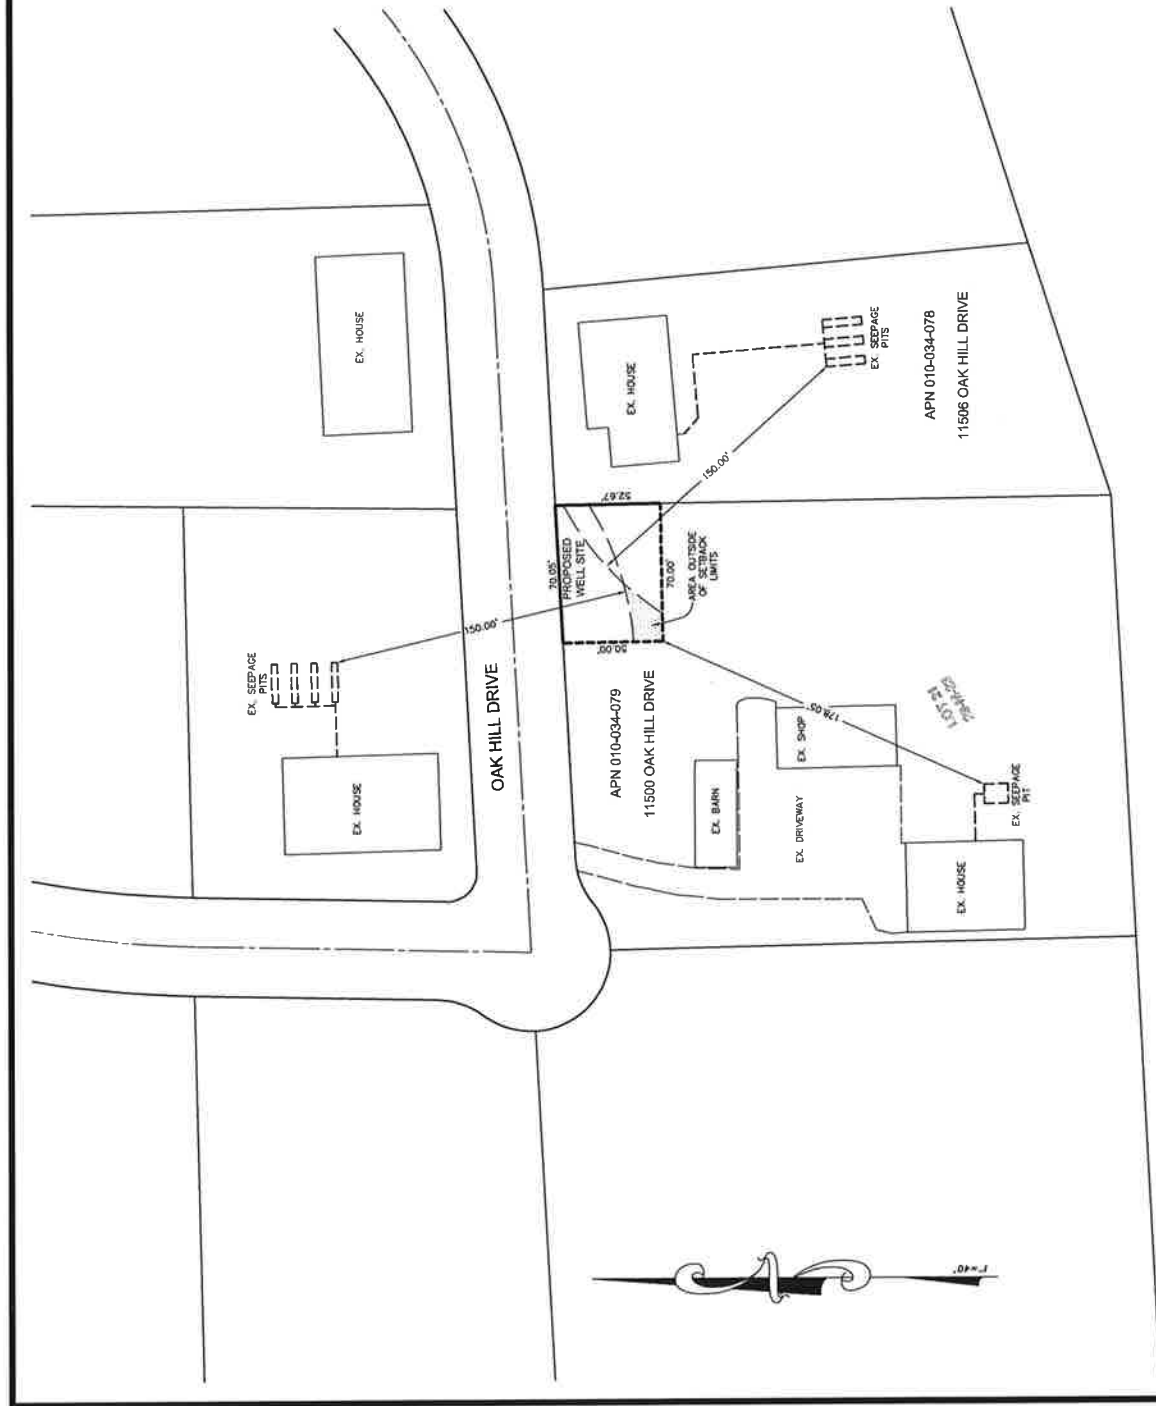 EX. HOUSE
EX. HOUSE
EX. SEEPAGE
PITS
APN 010-034-078
11506 OAK HILL DRIVE
150.00'
52.67'
70.05'
PROPOSED
WELL SITE
70.00'
AREA OUTSIDE
OF SETBACK
LIMITS
50.00'
150.00'
EX. SEEPAGE
PITS
OAK HILL DRIVE
APN 010-034-079
11500 OAK HILL DRIVE
178.05'
EX. SHOP
EX. SEEPAGE
PIT
EX. HOUSE
EX. BARN
EX. DRIVEWAY
EX. HOUSE
1"=40'